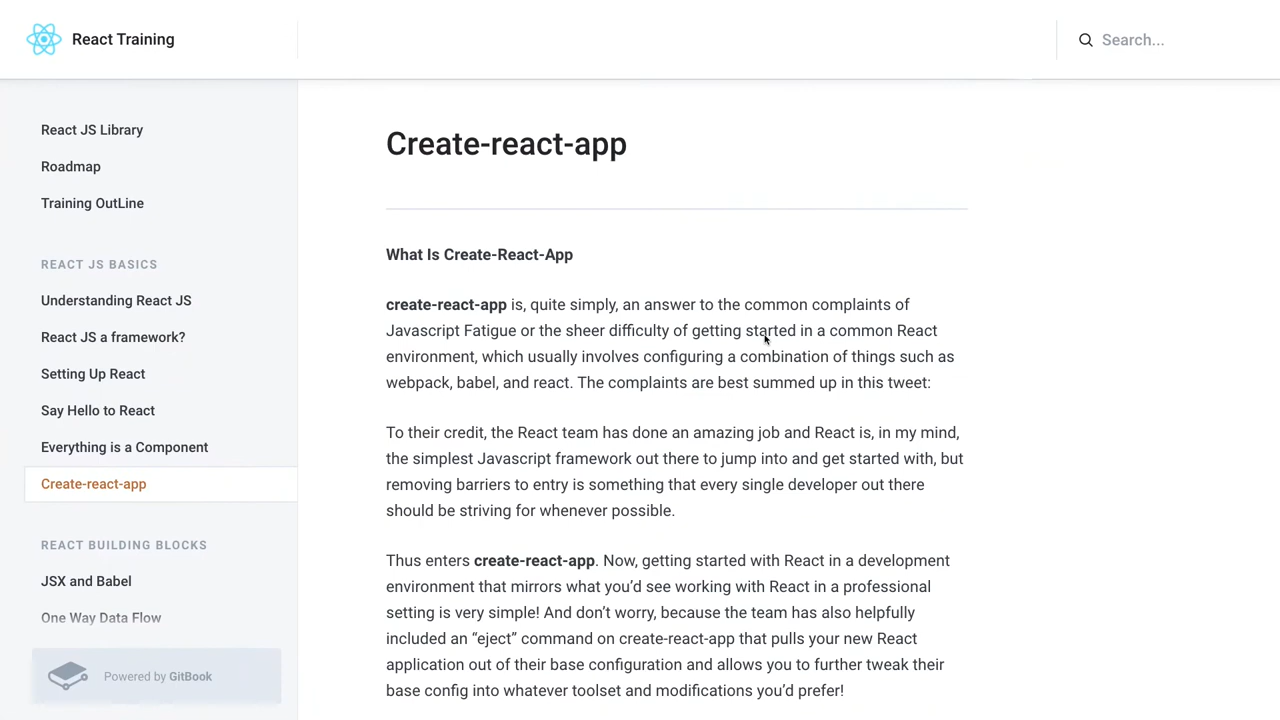 React Training
Search...
React JS Library
Roadmap
Training OutLine
REACT JS BASICS
Understanding React JS
React JS a framework?
Setting Up React
Say Hello to React
Everything is a Component
Create-react-app
REACT BUILDING BLOCKS
JSX and Babel
One Way Data Flow
Powered by GitBook
Create-react-app
What Is Create-React-App
create-react-app is, quite simply, an answer to the common complaints of
Javascript Fatigue or the sheer difficulty of getting started in a common React
environment, which usually involves configuring a combination of things such as
webpack, babel, and react. The complaints are best summed up in this tweet:
To their credit, the React team has done an amazing job and React is, in my mind,
the simplest Javascript framework out there to jump into and get started with, but
removing barriers to entry is something that every single developer out there
should be striving for whenever possible.
Thus enters create-react-app. Now, getting started with React in a development
environment that mirrors what you’d see working with React in a professional
setting is very simple! And don’t worry, because the team has also helpfully
included an “eject” command on create-react-app that pulls your new React
application out of their base configuration and allows you to further tweak their
base config into whatever toolset and modifications you’d prefer!